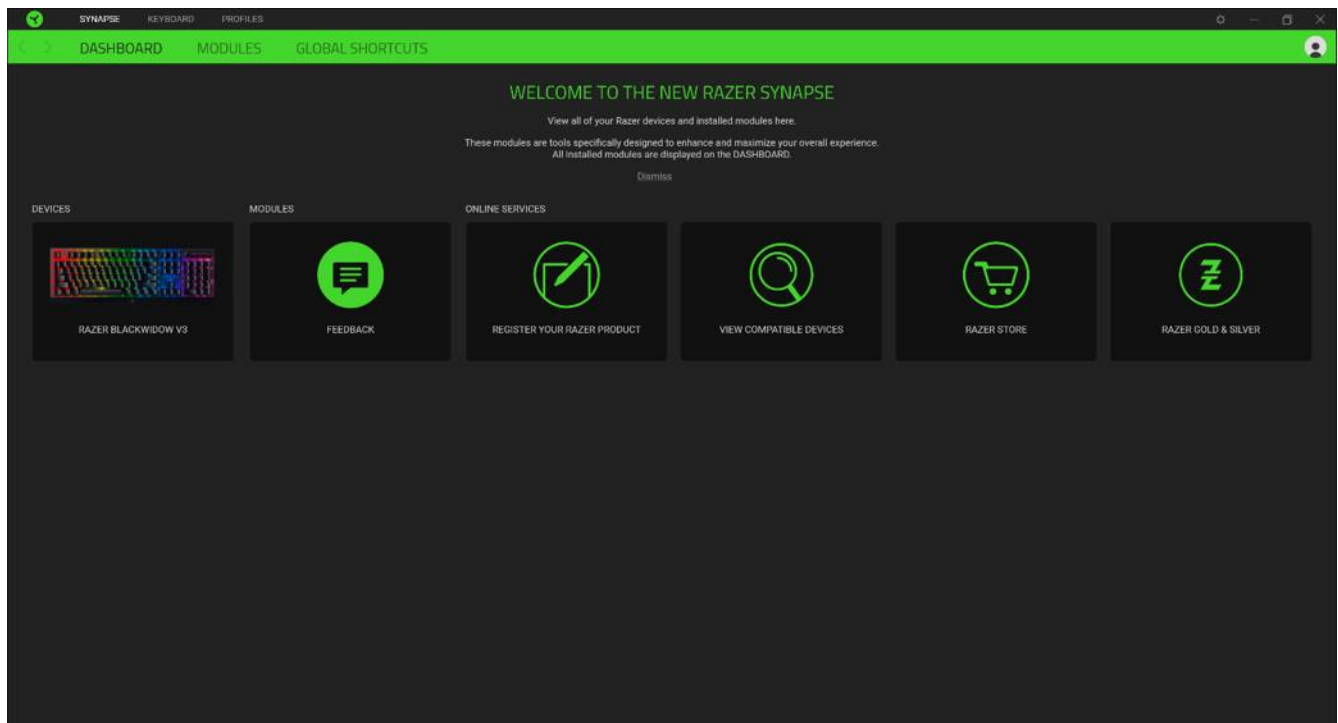 SYNAPSE KEYBOARD PROFILES
DASHBOARD MODULES GLOBAL SHORTCUTS
WELCOME TO THE NEW RAZER SYNAPSE
View all of your Razer devices and installed modules here.
These modules are tools specifically designed to enhance and maximize your overall experience.
All installed modules are displayed on the DASHBOARD.
Dismiss
DEVICES MODULES ONLINE SERVICES
RAZER BLACKWIDOW V3 FEEDBACK REGISTER YOUR RAZER PRODUCT VIEW COMPATIBLE DEVICES RAZER STORE RAZER GOLD & SILVER